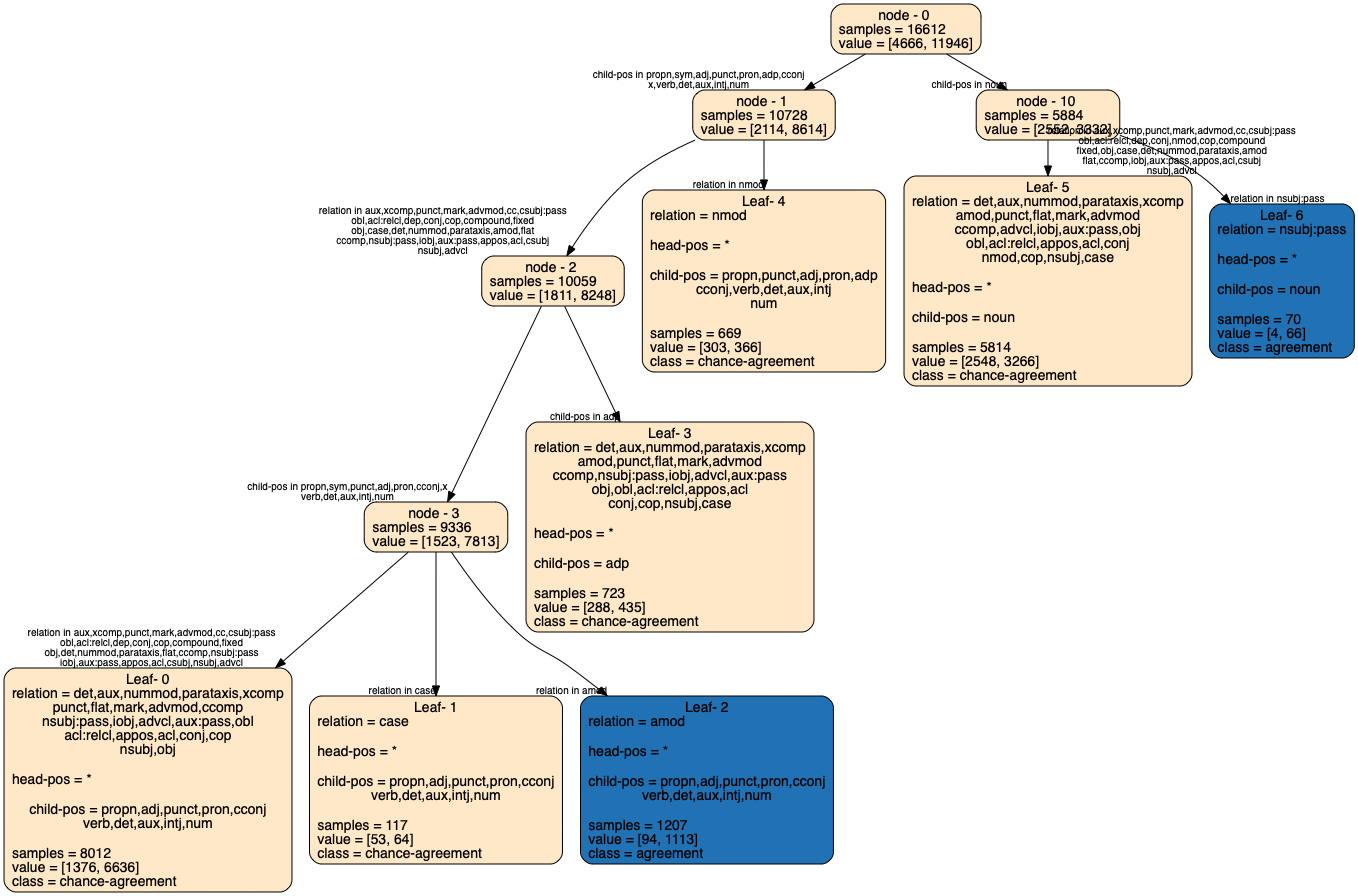 node - 0
samples = 16612
value = [4666, 11946]
child-pos in propn,sym,adj,punct,pron,adp,cconj
x,verb,det,aux,intj,num
node - 1
samples = 10728
value = [2114, 8614]
child-pos in noun
node - 10
samples = 5884
value = [2552, 3332]
relation in aux,xcomp,punct,mark,advmod,cc,csubj:pass
obl,acl:relcl,dep,conj,nmod,cop,compound
fixed,obj,case,det,nummod,parataxis,amod
flat,ccomp,iobj,aux:pass,appos,acl,csubj
nsubj,advcl
relation in nsubj:pass
relation in nmod
Leaf- 4
relation = nmod
head-pos = *
child-pos = propn,punct,adj,pron,adp
cconj,verb,det,aux,intj
num
samples = 669
value = [303, 366]
class = chance-agreement
Leaf- 5
relation = det,aux,nummod,parataxis,xcomp
amod,punct,flat,mark,advmod
ccomp,advcl,iobj,aux:pass,obj
obl,acl:relcl,appos,acl,conj
nmod,cop,nsubj,case
head-pos = *
child-pos = noun
samples = 5814
value = [2548, 3266]
class = chance-agreement
Leaf- 6
relation = nsubj:pass
head-pos = *
child-pos = noun
samples = 70
value = [4, 66]
class = agreement
relation in aux,xcomp,punct,mark,advmod,cc,csubj:pass
obl,acl:relcl,dep,conj,cop,compound,fixed
obj,case,det,nummod,parataxis,amod,flat
ccomp,nsubj:pass,iobj,aux:pass,appos,acl,csubj
nsubj,advcl
node - 2
samples = 10059
value = [1811, 8248]
child-pos in adp
Leaf- 3
relation = det,aux,nummod,parataxis,xcomp
amod,punct,flat,mark,advmod
ccomp,nsubj:pass,iobj,advcl,aux:pass
obj,obl,acl:relcl,appos,acl
conj,cop,nsubj,case
head-pos = *
child-pos = adp
samples = 723
value = [288, 435]
class = chance-agreement
child-pos in propn,sym,punct,adj,pron,cconj,x
verb,det,aux,intj,num
node - 3
samples = 9336
value = [1523, 7813]
relation in aux,xcomp,punct,mark,advmod,cc,csubj:pass
obl,acl:relcl,dep,conj,cop,compound,fixed
obj,det,nummod,parataxis,flat,ccomp,nsubj:pass
iobj,aux:pass,appos,acl,csubj,nsubj,advcl
Leaf- 0
relation = det,aux,nummod,parataxis,xcomp
punct,flat,mark,advmod,ccomp
nsubj:pass,iobj,advcl,aux:pass,obl
acl:relcl,appos,acl,conj,cop
nsubj,obj
head-pos = *
child-pos = propn,adj,punct,pron,cconj
verb,det,aux,intj,num
samples = 8012
value = [1376, 6636]
class = chance-agreement
relation in case
Leaf- 1
relation = case
head-pos = *
child-pos = propn,adj,punct,pron,cconj
verb,det,aux,intj,num
samples = 117
value = [53, 64]
class = chance-agreement
relation in amod
Leaf- 2
relation = amod
head-pos = *
child-pos = propn,adj,punct,pron,cconj
verb,det,aux,intj,num
samples = 1207
value = [94, 1113]
class = agreement